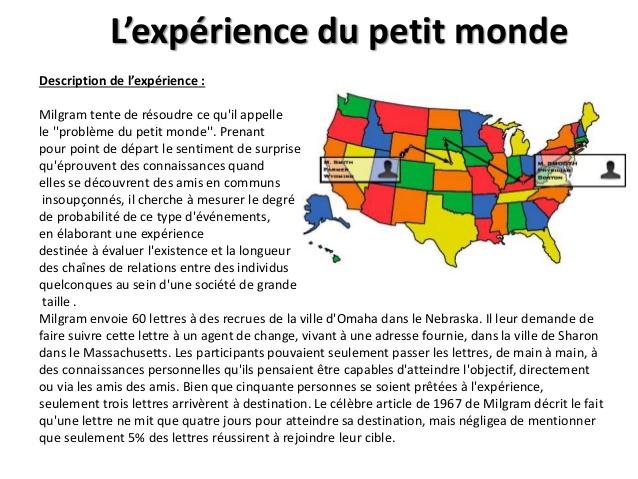 L'expérience du petit monde
Description de l'expérience :
Milgram tente de résoudre ce qu'il appelle
le ''problème du petit monde''. Prenant
pour point de départ le sentiment de surprise
qu'éprouvent des connaissances quand
elles se découvrent des amis en communs
insoupçonnés, il cherche à mesurer le degré
de probabilité de ce type d'événements,
en élaborant une expérience
destinée à évaluer l'existence et la longueur
des chaînes de relations entre des individus
quelconques au sein d'une société de grande
taille .
M. Smith
Farmer
Wyoming
Physician
Boston
Milgram envoie 60 lettres à des recrues de la ville d'Omaha dans le Nebraska. Il leur demande de
faire suivre cette lettre à un agent de change, vivant à une adresse fournie, dans la ville de Sharon
dans le Massachusetts. Les participants pouvaient seulement passer les lettres, de main à main, à
des connaissances personnelles qu'ils pensaient être capables d'atteindre l'objectif, directement
ou via les amis des amis. Bien que cinquante personnes se soient prêtées à l'expérience,
seulement trois lettres arrivèrent à destination. Le célèbre article de 1967 de Milgram décrit le fait
qu'une lettre ne mit que quatre jours pour atteindre sa destination, mais négligea de mentionner
que seulement 5% des lettres réussirent à rejoindre leur cible.